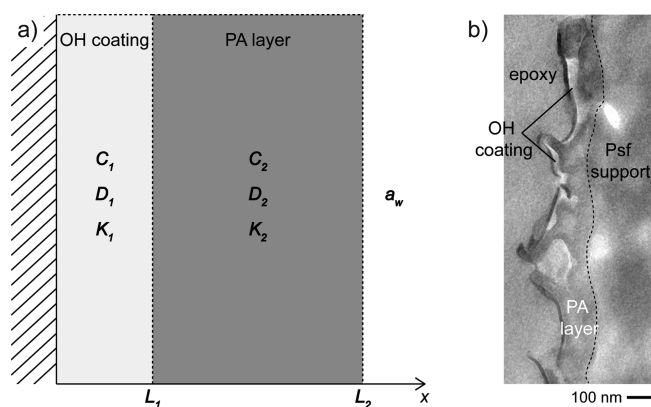 a)
OH coating
PA layer
C1
D1
K1
C2
D2
K2
aw
L1
L2
x
b)
epoxy
OH
coating
Psf
support
PA
layer
100 nm